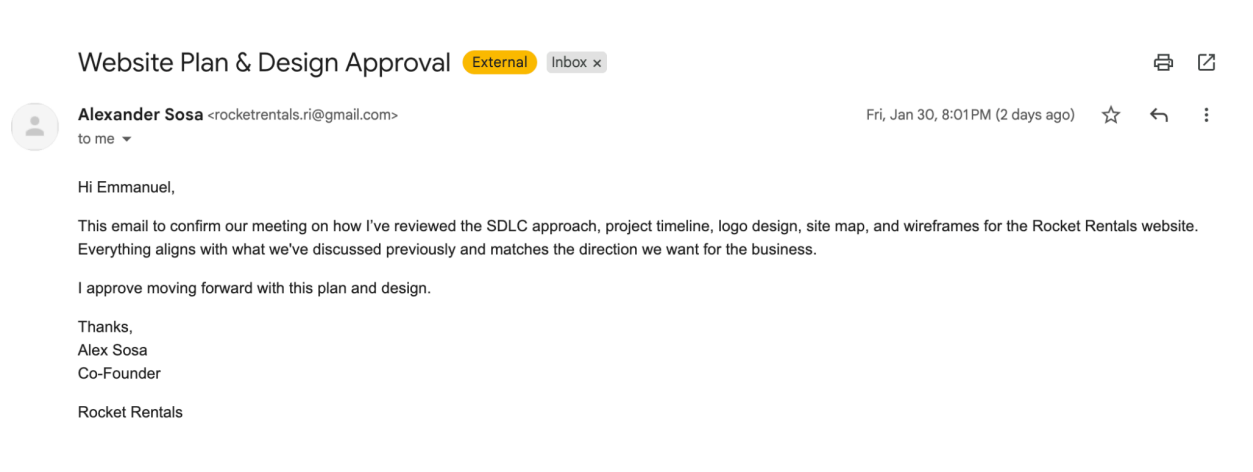 Website Plan & Design Approval External Inbox ×
Alexander Sosa <rocketrentals.ri@gmail.com> Fri, Jan 30, 8:01 PM (2 days ago)
to me
Hi Emmanuel,
This email to confirm our meeting on how I've reviewed the SDLC approach, project timeline, logo design, site map, and wireframes for the Rocket Rentals website.
Everything aligns with what we've discussed previously and matches the direction we want for the business.
I approve moving forward with this plan and design.
Thanks,
Alex Sosa
Co-Founder
Rocket Rentals